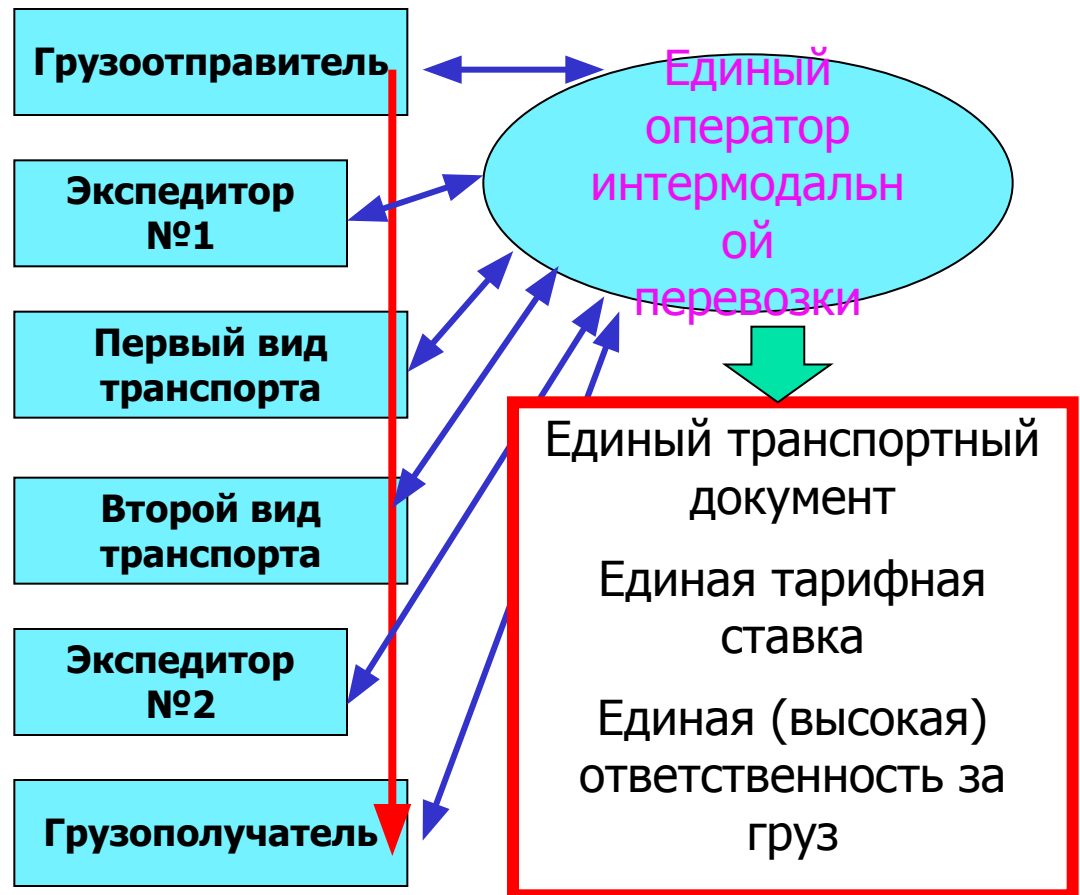 Грузоотправитель
Экспедитор
№1
Первый вид
транспорта
Второй вид
транспорта
Экспедитор
№2
Грузополучатель
Единый
оператор
интермодальн
ой
перевозки
Единый транспортный
документ
Единая тарифная
ставка
Единая (высокая)
ответственность за
груз